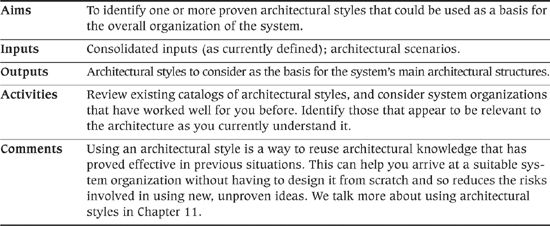 Aims To identify one or more proven architectural styles that could be used as a basis for
the overall organization of the system.
Inputs Consolidated inputs (as currently defined); architectural scenarios.
Outputs Architectural styles to consider as the basis for the system's main architectural structures.
Activities Review existing catalogs of architectural styles, and consider system organizations
that have worked well for you before. Identify those that appear to be relevant to
the architecture as you currently understand it.
Comments Using an architectural style is a way to reuse architectural knowledge that has
proved effective in previous situations. This can help you arrive at a suitable sys-
tem organization without having to design it from scratch and so reduces the risks
involved in using new, unproven ideas. We talk more about using architectural
styles in Chapter 11.